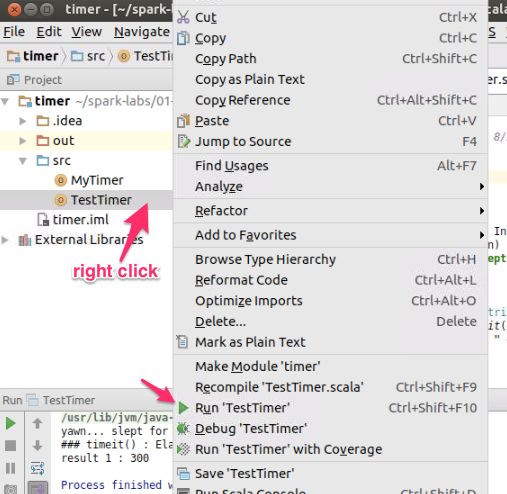 timer - [~/spark-labs/
File Edit View Navigate
timer src TestTimer
Project
timer ~/spark-labs/01-
.idea
out
src
MyTimer
TestTimer
timer.iml
External Libraries
right click
Cut Ctrl+X
Copy Ctrl+C
Copy Path Ctrl+Shift+C
Copy as Plain Text
Copy Reference Ctrl+Alt+Shift+C
Paste Ctrl+V
Jump to Source F4
Find Usages Alt+F7
Analyze
Refactor
Add to Favorites
Browse Type Hierarchy Ctrl+H
Reformat Code Ctrl+Alt+L
Optimize Imports Ctrl+Alt+O
Delete... Delete
Mark as Plain Text
Make Module 'timer'
Recompile 'TestTimer.scala' Ctrl+Shift+F9
Run 'TestTimer' Ctrl+Shift+F10
Debug 'TestTimer'
Run 'TestTimer' with Coverage
Save 'TestTimer'
Run Scala Console Ctrl+Shift+D
Run TestTimer
/usr/lib/jvm/java-
yawn... slept for
### timeit() : Ela
result 1 : 300
Process finished w